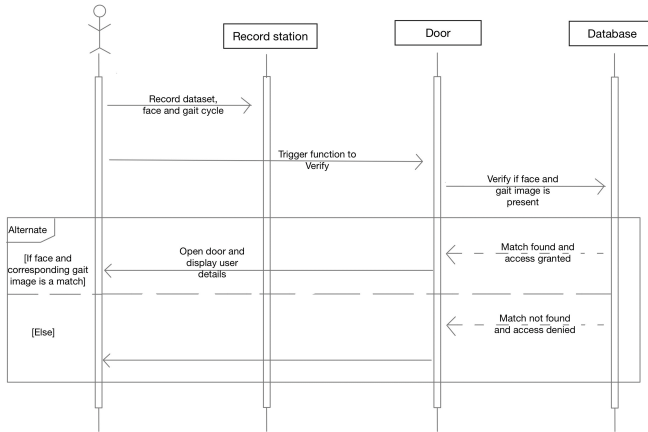 Record station
Door
Database
Record dataset,
face and gait cycle
Trigger function to
Verify
Verify if face and
gait image is
present
Alternate
[If face and
corresponding gait
image is a match]
Open door and
display user
details
Match found and
access granted
[Else]
Match not found
and access denied